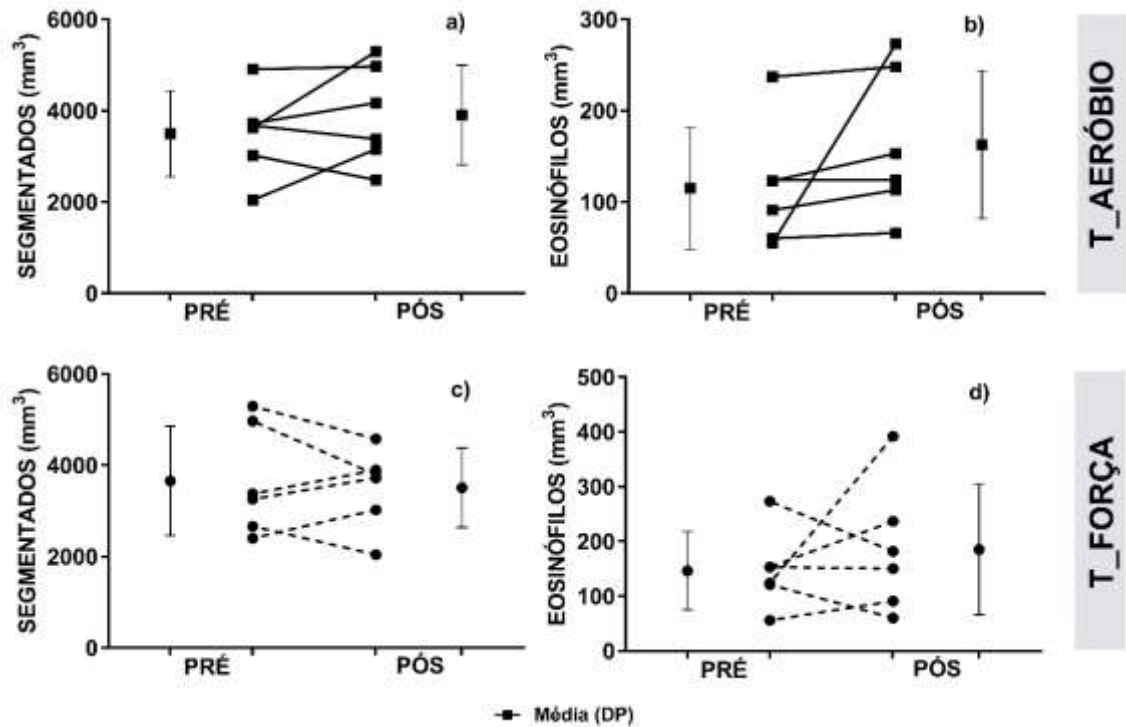 SEGMENTADOS (mm³)
6000
4000
2000
0
a)
PRÉ
PÓS
EOSINÓFILOS (mm³)
300
200
100
0
b)
PRÉ
PÓS
T_AERÓBIO
SEGMENTADOS (mm³)
6000
4000
2000
0
c)
PRÉ
PÓS
EOSINÓFILOS (mm³)
500
400
300
200
100
0
d)
PRÉ
PÓS
T_FORÇA
Média (DP)